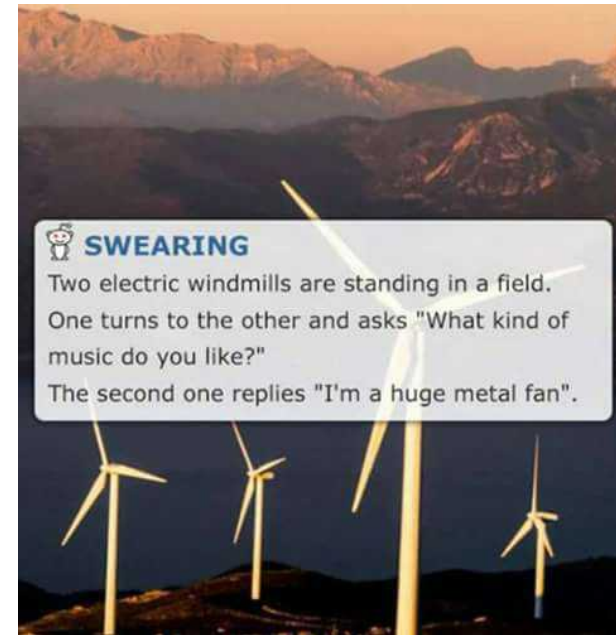 SWEARING
Two electric windmills are standing in a field.
One turns to the other and asks "What kind of
music do you like?"
The second one replies "I'm a huge metal fan".